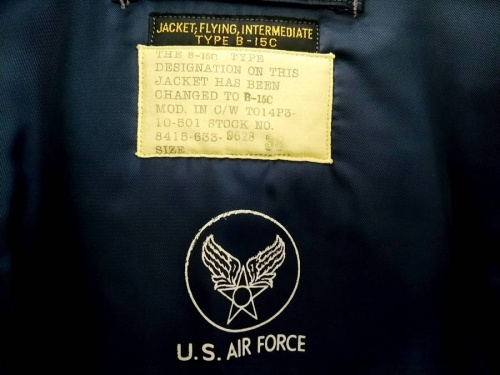 JACKET, FLYING, INTERMEDIATE
TYPE B-15C
THE B-15C TYPE
DESIGNATION ON THIS
JACKET HAS BEEN
CHANGED TO B-15C
MOD. IN C/W TO14P3-
10-501 STOCK NO.
8415-633-9628
SIZE
U.S. AIR FORCE